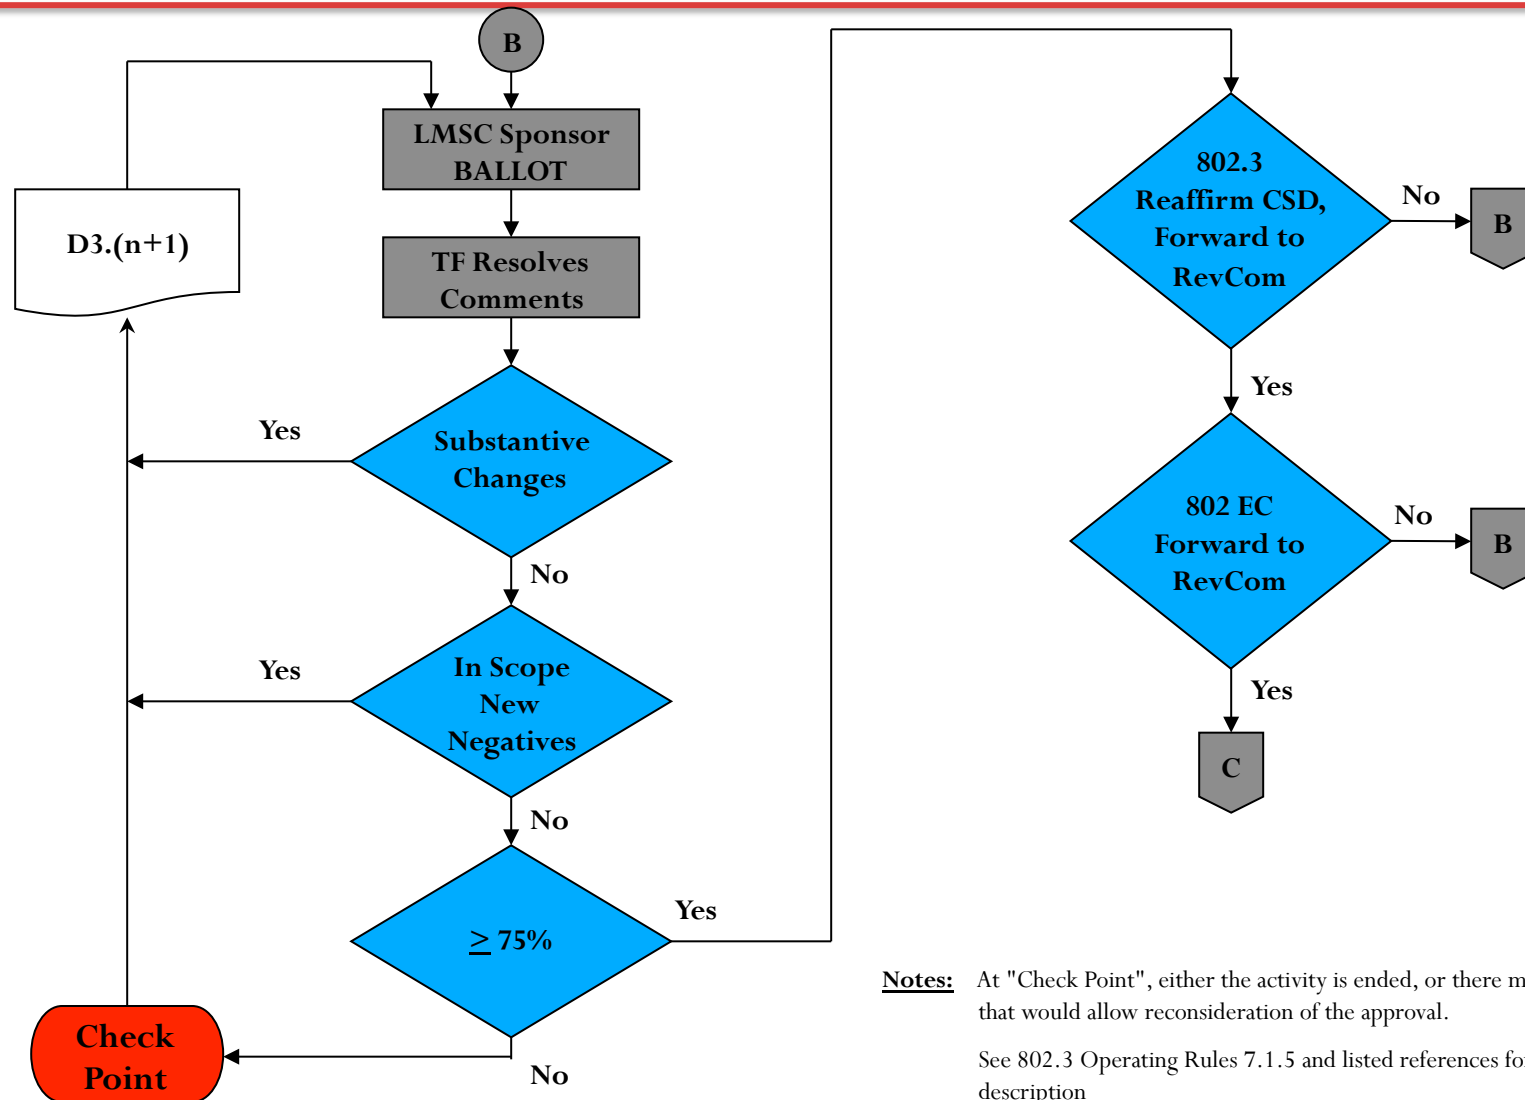 B
LMSC Sponsor
BALLOT
D3.(n+1)
TF Resolves
Comments
Yes
Substantive
Changes
No
Yes
In Scope
New
Negatives
No
≥ 75%
Yes
Check
Point
No
802.3
Reaffirm CSD,
Forward to
RevCom
No
B
Yes
802 EC
Forward to
RevCom
No
B
Yes
C
Notes: At "Check Point", either the activity is ended, or there
that would allow reconsideration of the approval.
See 802.3 Operating Rules 7.1.5 and listed references
description